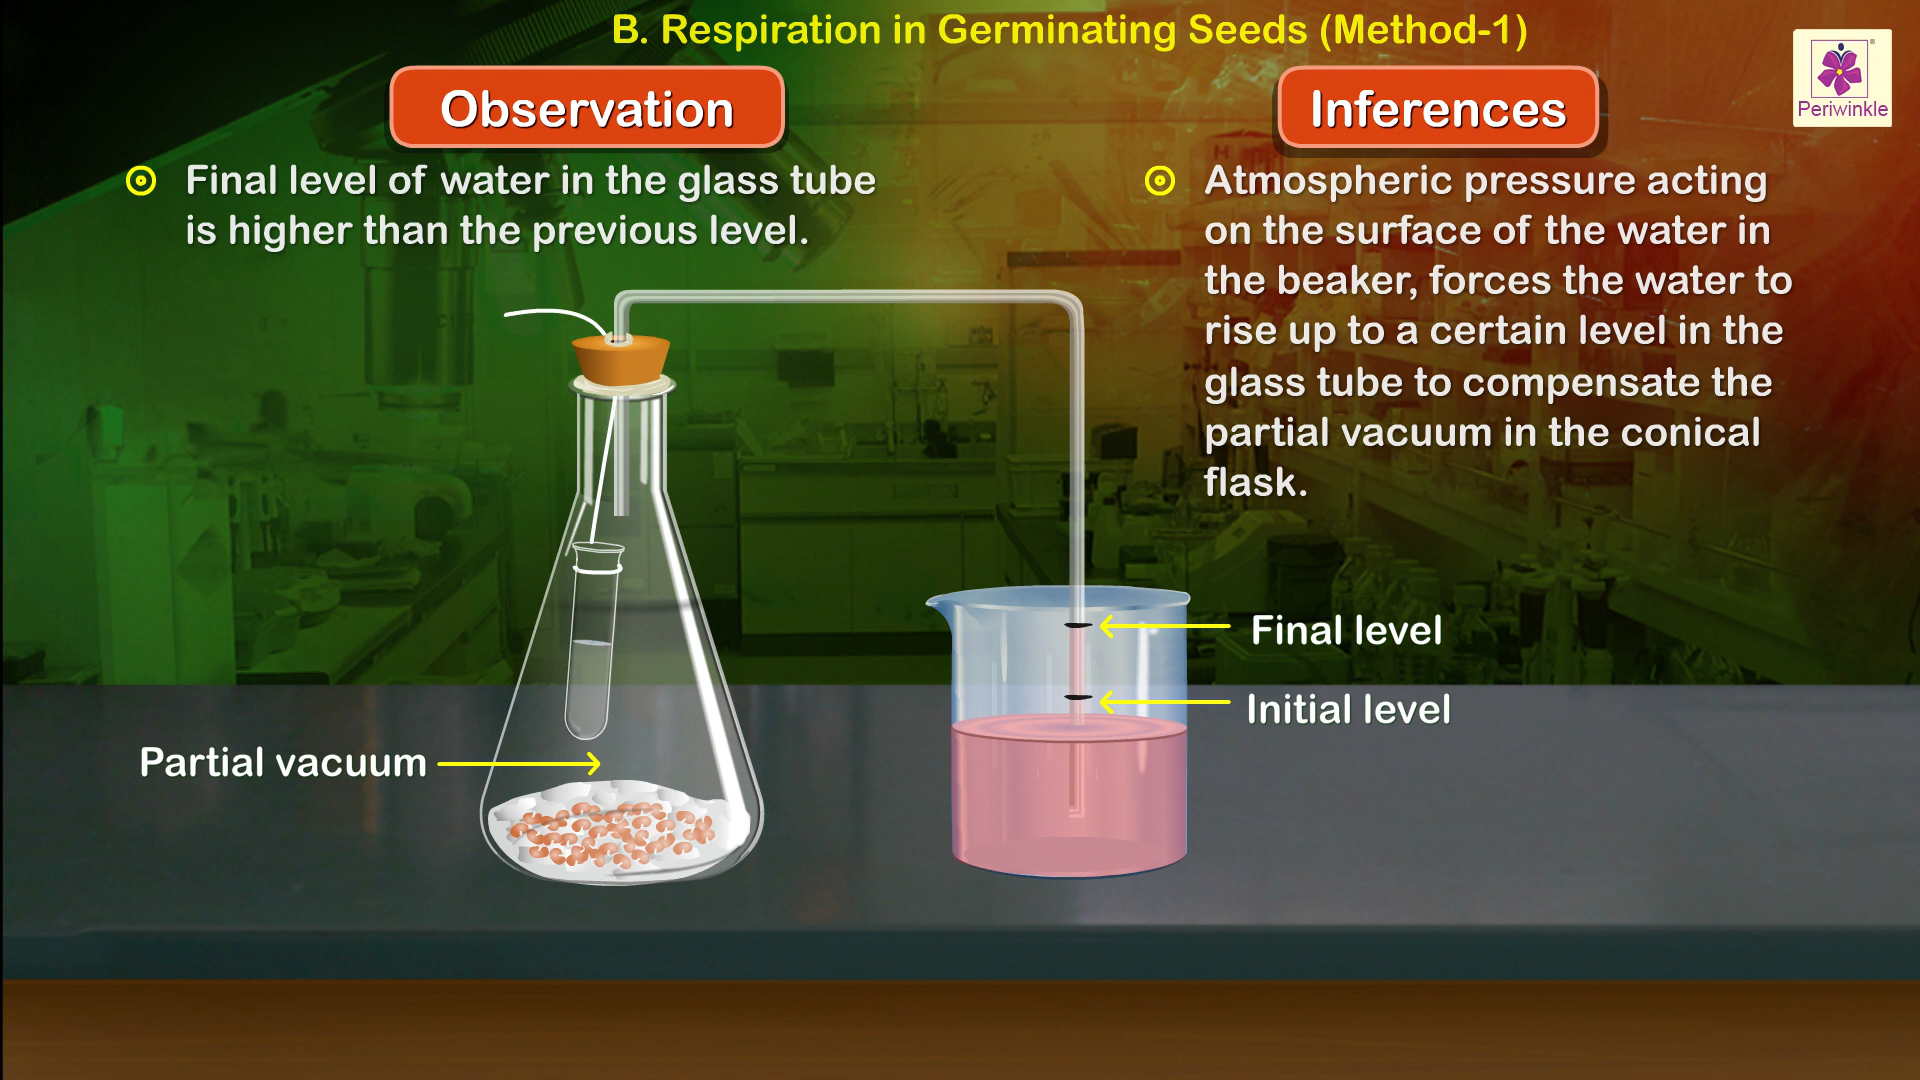 B. Respiration in Germinating Seeds (Method-1)
Periwinkle
Observation
Final level of water in the glass tube
is higher than the previous level.
Inferences
Atmospheric pressure acting
on the surface of the water in
the beaker, forces the water to
rise up to a certain level in the
glass tube to compensate the
partial vacuum in the conical
flask.
Final level
Initial level
Partial vacuum